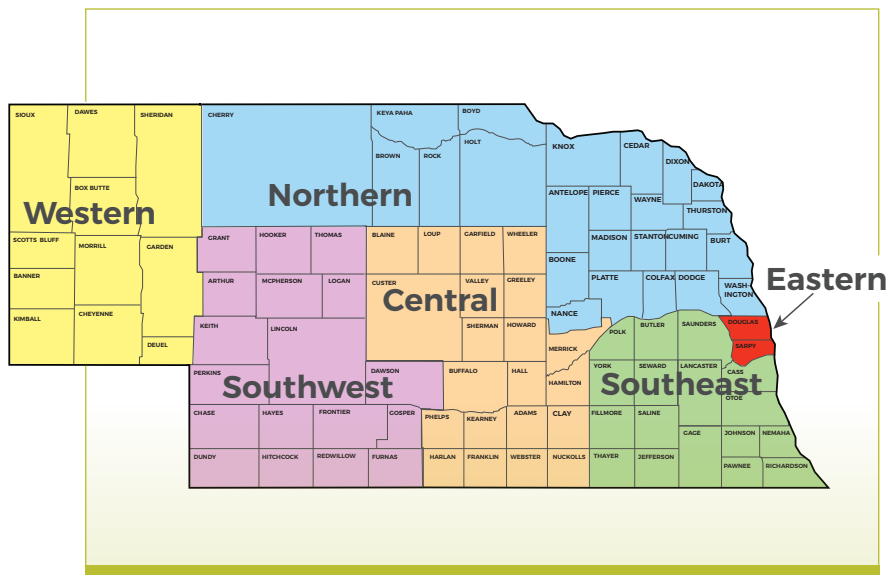 BOYD
DAWES
KEYA PAHA
SIOUX
SHERIDAN
CHERRY
HOLT
KNOX
CEDAR
BROWN
ROCK
DIXON
DAKOTA
BOX BUTTE
Northern
ANTELOPE
PIERCE
WAYNE
Western
THURSTON
GRANT
HOOKER
THOMAS
BLAINE
LOUP
GARFIELD
WHEELER
MADISON
STANTON
CUMING
BURT
SCOTTS BLUFF
MORRILL
GARDEN
BOONE
BANNER
ARTHUR
MCPHERSON
LOGAN
CUSTER
VALLEY
GREELEY
PLATTE
COLFAX
DODGE
WASH-
INGTON
Eastern
Central
CHEYENNE
NANCE
KIMBALL
KEITH
LINCOLN
SHERMAN
HOWARD
POLK
BUTLER
SAUNDERS
DOUGLAS
DEUEL
MERRICK
SARPY
PERKINS
DAWSON
BUFFALO
HALL
YORK
SEWARD
LANCASTER
CASS
Southwest
HAMILTON
Southeast
OTOE
CHASE
HAYES
FRONTIER
GOSPER
PHELPS
KEARNEY
ADAMS
CLAY
FILLMORE
SALINE
GAGE
JOHNSON
NEMAHA
DUNDY
HITCHCOCK
REDWILLOW
FURNAS
HARLAN
FRANKLIN
WEBSTER
NUCKOLLS
THAYER
JEFFERSON
PAWNEE
RICHARDSON